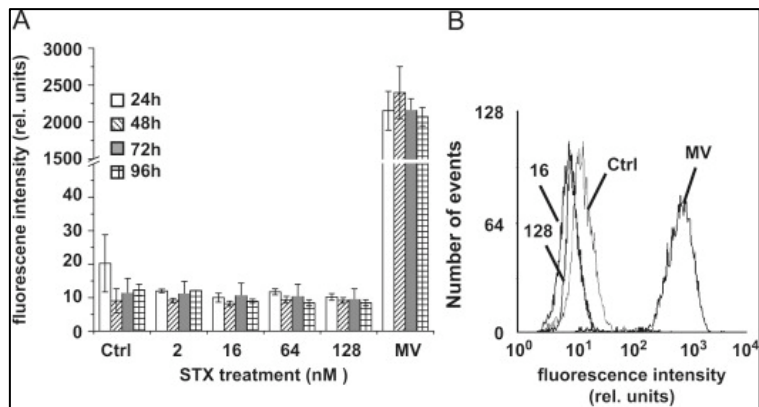 A
fluorescene intensity (rel. units)
3000
2500
2000
1500
40
30
20
10
0
24h
48h
72h
96h
Ctrl 2 16 64 128 MV
STX treatment (nM )
B
Number of events
128
64
0
16
128
Ctrl
MV
10⁰ 10¹ 10² 10³ 10⁴
fluorescence intensity
(rel. units)